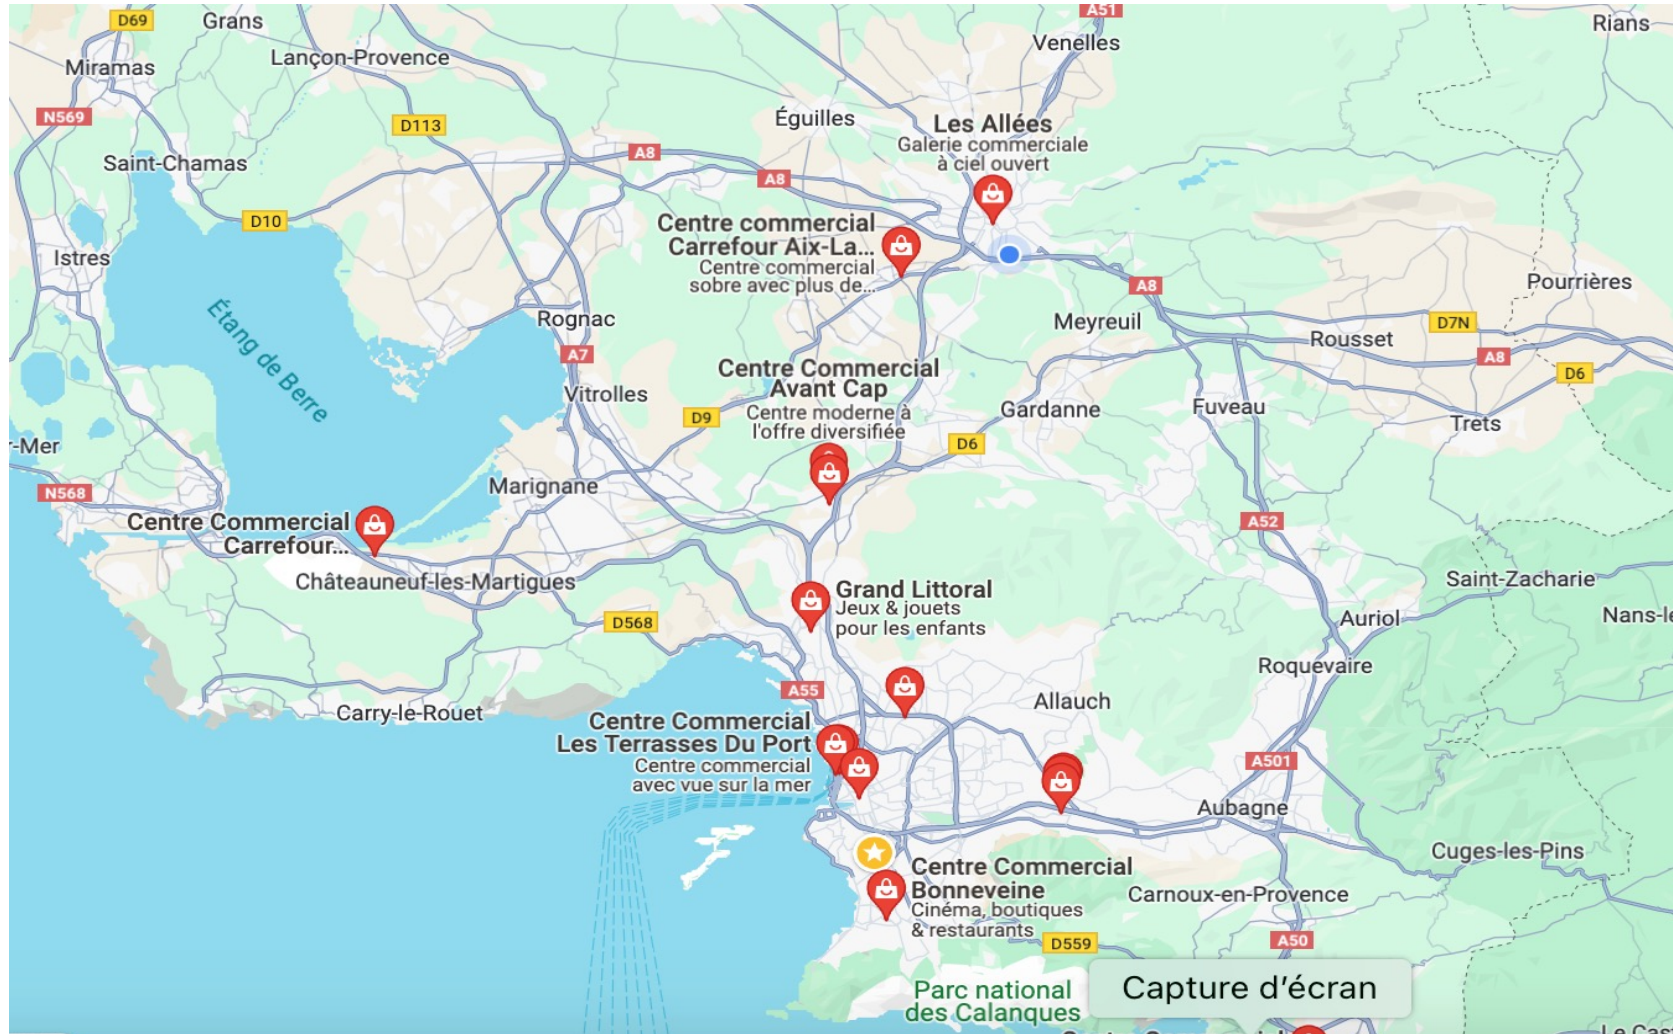 D69
Grans
A51
Rians
Venelles
Lançon-Provence
Miramas
N569
D113
Éguilles
Les Allées
Galerie commerciale
à ciel ouvert
A8
Saint-Chamas
A8
D10
Centre commercial
Carrefour Aix-La...
Centre commercial
sobre avec plus de...
Istres
A8
Pourrières
Étang de Berre
Rognac
Meyreuil
D7N
Rousset
A7
A8
D6
Centre Commercial
Avant Cap
Centre moderne à
l'offre diversifiée
Vitrolles
D9
Gardanne
Fuveau
Trets
r-Mer
D6
N568
Marignane
Centre Commercial
Carrefour...
A52
Châteauneuf-les-Martigues
Grand Littoral
Jeux & jouets
pour les enfants
Saint-Zacharie
D568
Auriol
Nans-le
Roquevaire
A55
Allauch
Carry-le-Rouet
Centre Commercial
Les Terrasses Du Port
Centre commercial
avec vue sur la mer
A501
Aubagne
Cuges-les-Pins
Centre Commercial
Bonneveine
Cinéma, boutiques
& restaurants
Carnoux-en-Provence
D559
A50
Parc national
des Calanques
Capture d'écran